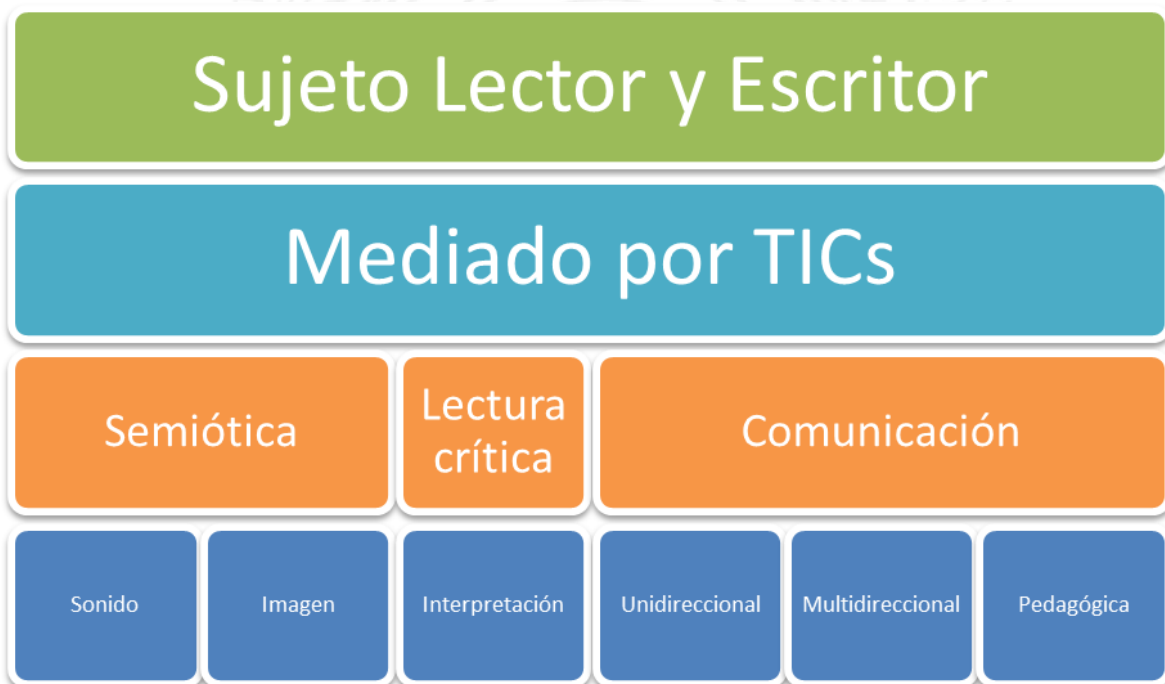 Sujeto Lector y Escritor
Mediado por TICs
Semiótica
Lectura
crítica
Comunicación
Sonido
Imagen
Interpretación
Unidireccional
Multidireccional
Pedagógica